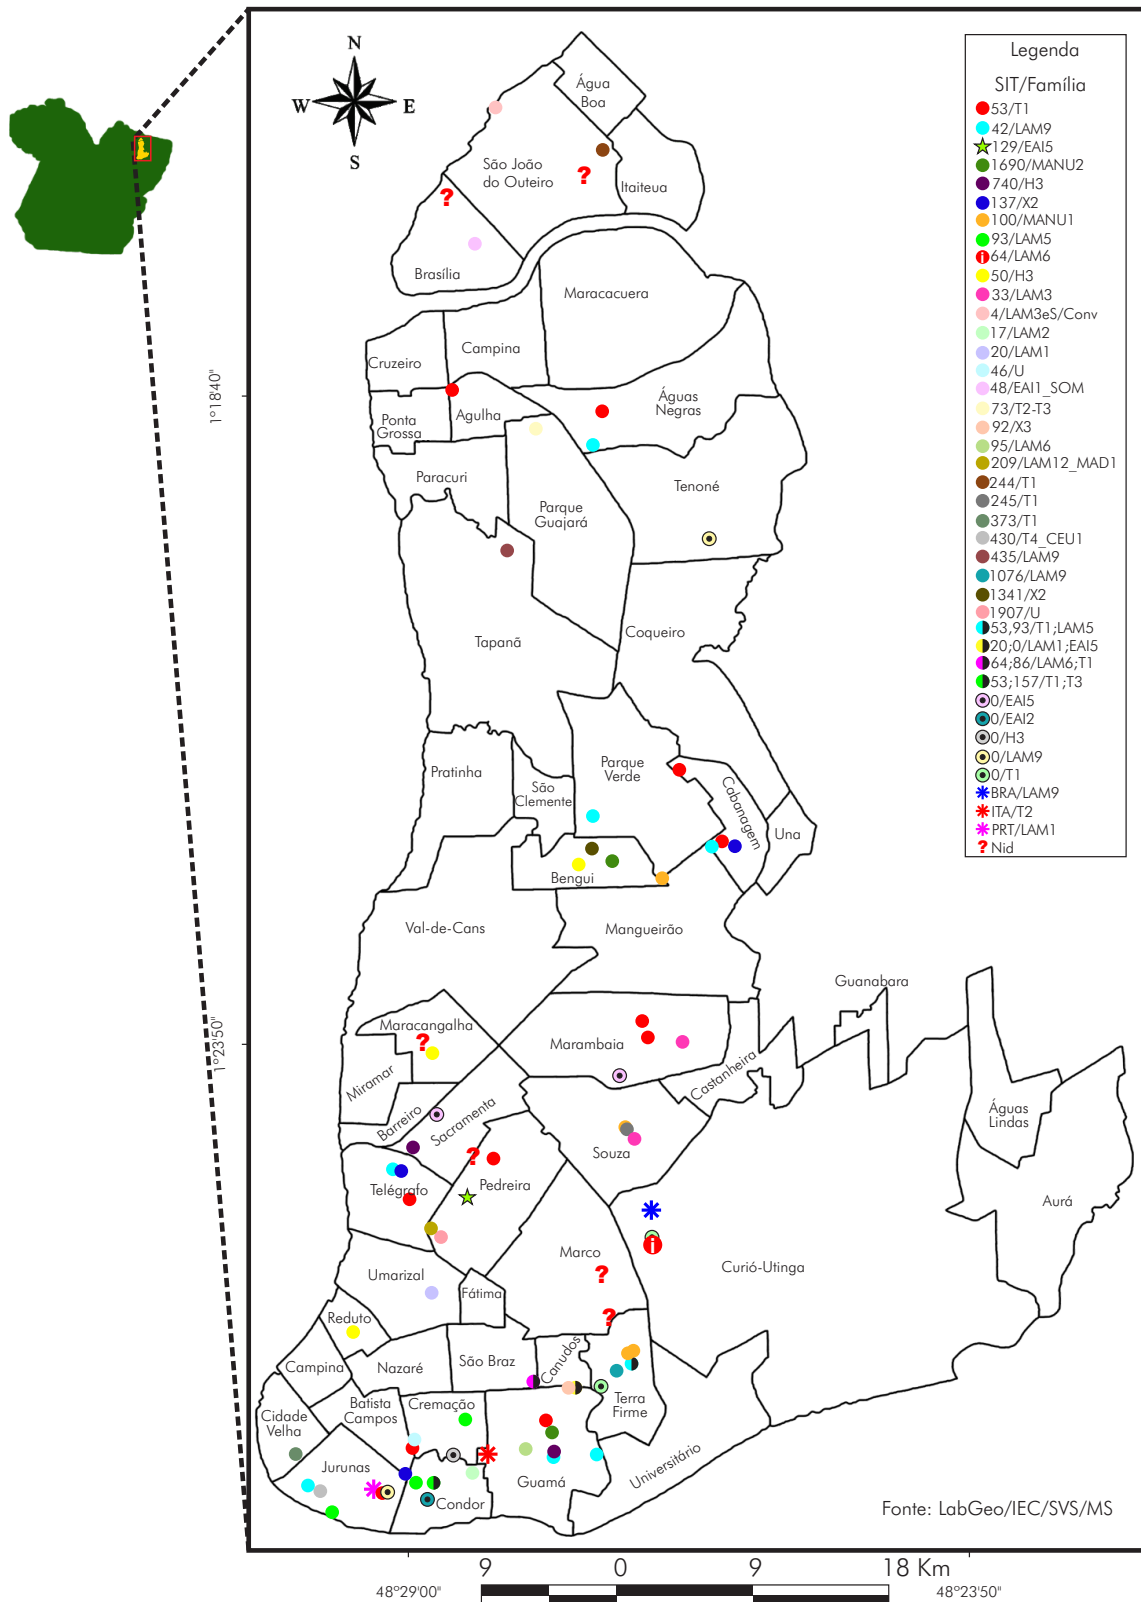 N
W
E
S
Legenda
SIT/Família
53/T1
42/LAM9
129/EAI5
1690/MANU2
740/H3
137/X2
100/MANU1
93/LAM5
64/LAM6
50/H3
33/LAM3
4/LAM3eS/Conv
17/LAM2
20/LAM1
46/U
48/EAI1_SOM
73/T2-T3
92/X3
95/LAM6
209/LAM12_MAD1
244/T1
245/T1
373/T1
430/T4_CEU1
435/LAM9
1076/LAM9
1341/X2
1907/U
53,93/T1;LAM5
20;0/LAM1;EAI5
64;86/LAM6;T1
53;157/T1;T3
0/EAI5
0/EAI2
0/H3
0/LAM9
0/T1
BRA/LAM9
ITA/T2
PRT/LAM1
? Nid
Água
Boa
São João
do Outeiro
?
Itaiteua
?
Brasília
Maracacuera
Campina
Cruzeiro
1°18'40"
Águas
Negras
Agulha
Ponta
Grossa
Paracuri
Tenoné
Parque
Guajará
Tapanã
Coqueiro
Parque
Verde
Pratinha
São
Clemente
Cabanagem
Una
Bengui
Val-de-Cans
Mangueirão
Guanabara
Maracangalha
?
Marambaia
1°23'50"
Miramar
Castanheira
Barreiro
Sacramenta
Águas
Lindas
Souza
?
Pedreira
Telégrafo
Aurá
Marco
i
Curió-Utinga
Umarizal
?
Fátima
Reduto
?
Campina
Nazaré
São Braz
Canudos
Batista
Campos
Cremação
Terra
Firme
Cidade
Velha
Jurunas
Guamá
Universitário
Condor
Fonte: LabGeo/IEC/SVS/MS
9 0 9 18 Km
48°29'00"
48°23'50"